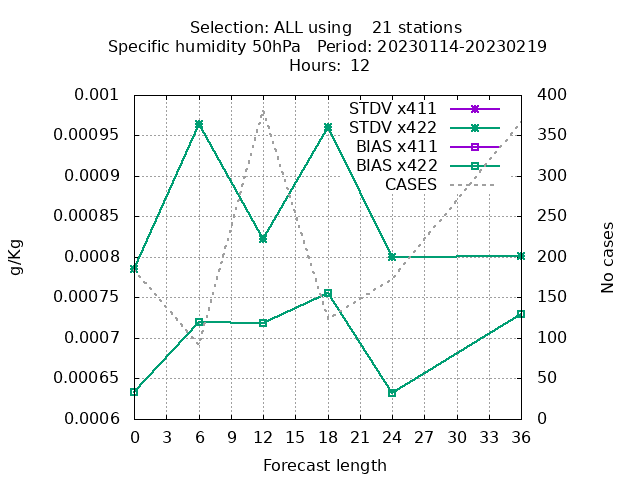 Selection: ALL using    21 stations
Specific humidity 50hPa   Period: 20230114-20230219
Hours: 12
0.001
0.00095
0.0009
0.00085
0.0008
0.00075
0.0007
0.00065
0.0006
g/Kg
STDV x411
STDV x422
BIAS x411
BIAS x422
CASES
400
350
300
250
200
150
100
50
0
No cases
0 3 6 9 12 15 18 21 24 27 30 33 36
Forecast length